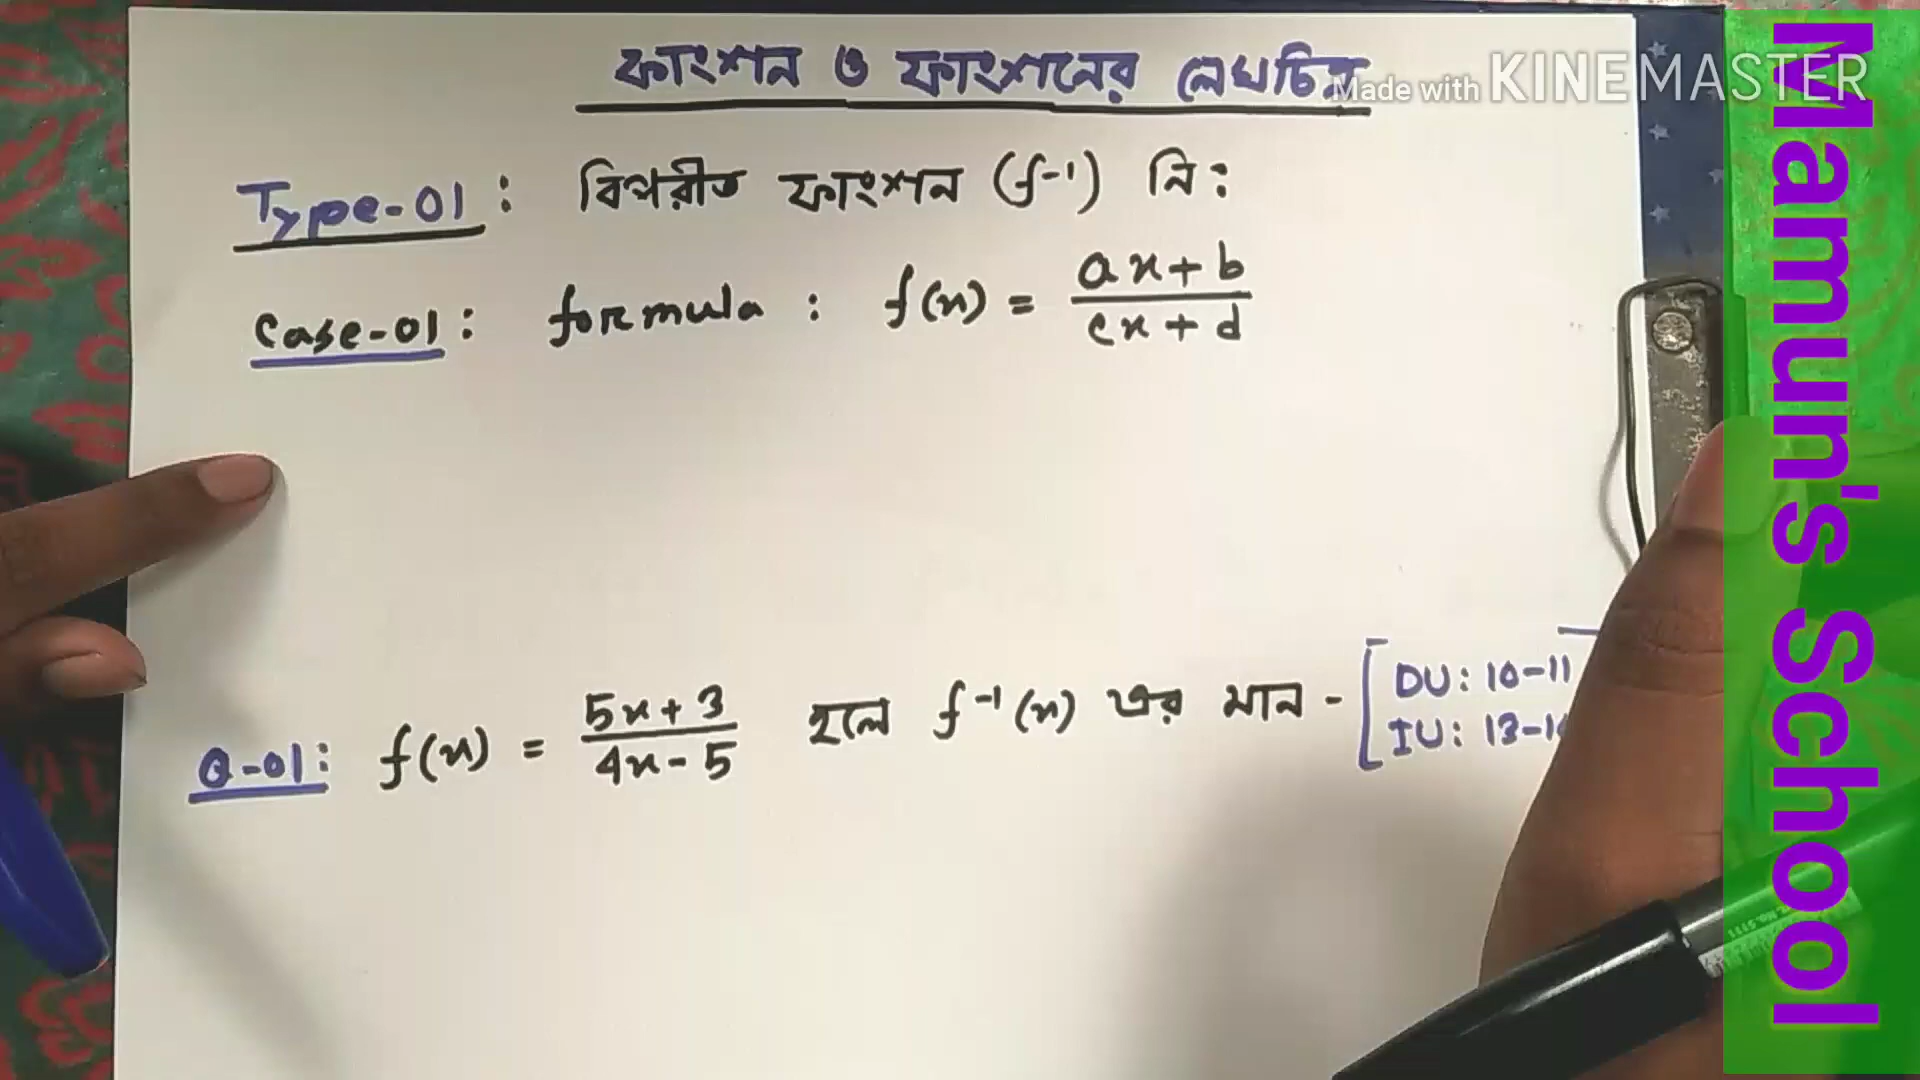 ফাংশন ও ফাংশনের লেখচিত্র
Made with KINEMASTER
Type-01: বিপরীত ফাংশন (f⁻¹) নি:
Case-01: formula : f(x) = (ax+b)/(cx+d)
Q-01: f(x) = (5x+3)/(4x-5) হলে f⁻¹(x) এর মান - [DU: 10-11
IU: 13-1
Mamun's School